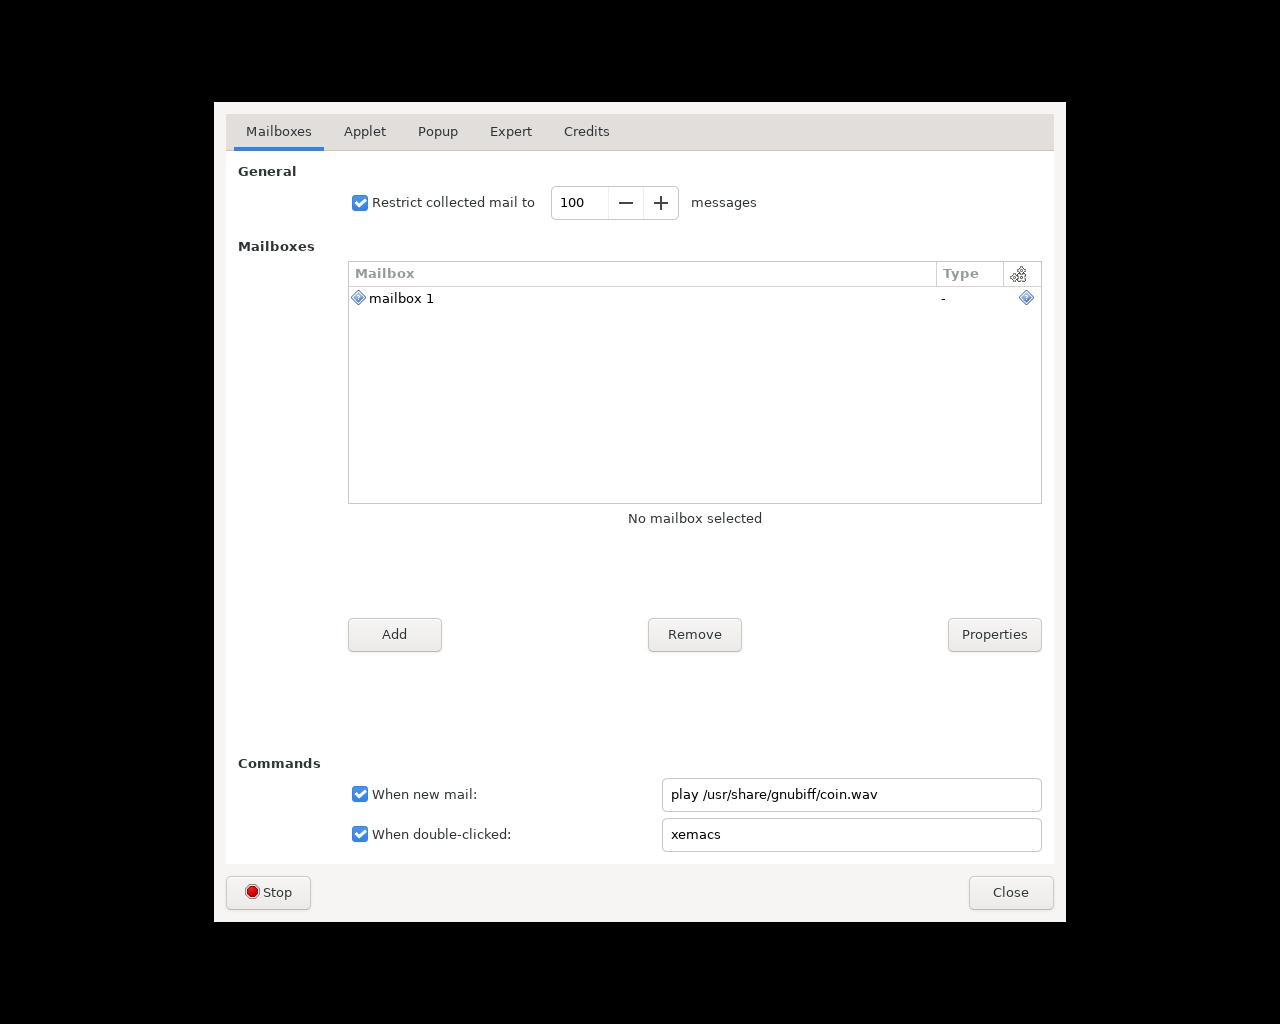 Mailboxes Applet Popup Expert Credits
General
Restrict collected mail to 100 messages
Mailboxes
Mailbox Type
mailbox 1 -
No mailbox selected
Add Remove Properties
Commands
When new mail: play /usr/share/gnubiff/coin.wav
When double-clicked: xemacs
Stop Close